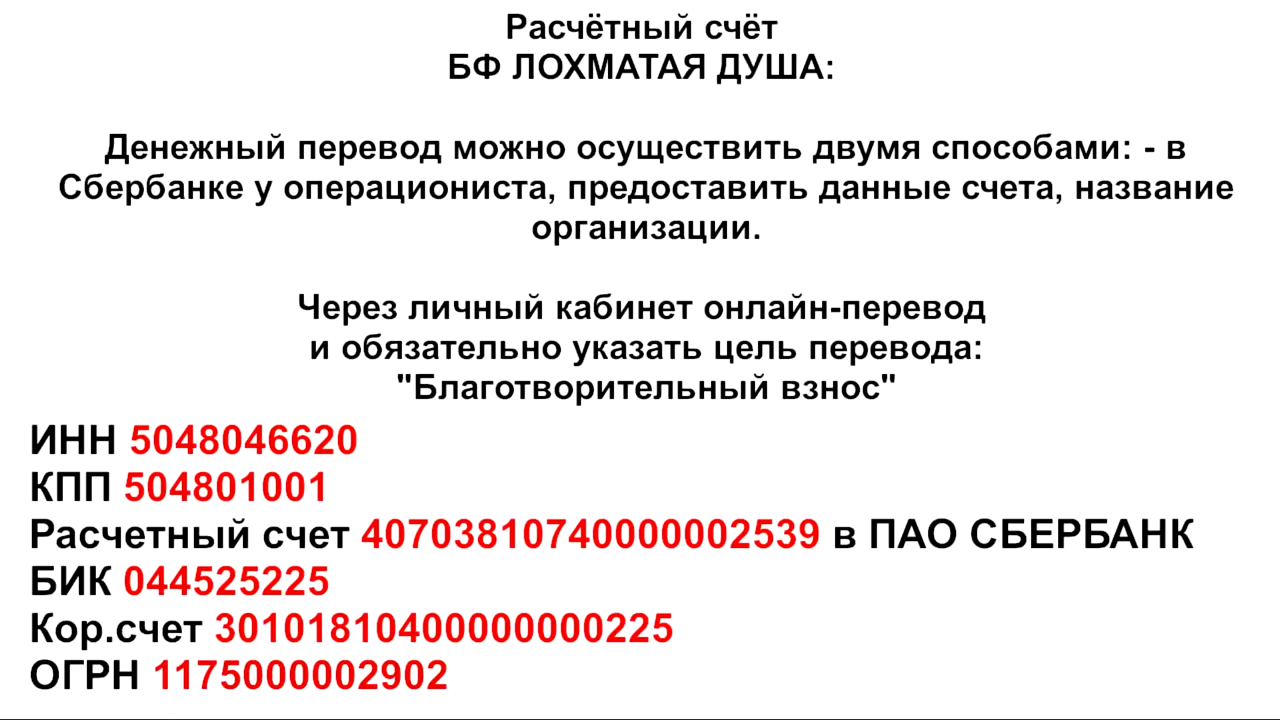 Расчётный счёт
БФ ЛОХМАТАЯ ДУША:
Денежный перевод можно осуществить двумя способами: - в
Сбербанке у операциониста, предоставить данные счета, название
организации.
Через личный кабинет онлайн-перевод
и обязательно указать цель перевода:
"Благотворительный взнос"
ИНН 5048046620
КПП 504801001
Расчетный счет 40703810740000002539 в ПАО СБЕРБАНК
БИК 044525225
Кор.счет 30101810400000000225
ОГРН 1175000002902